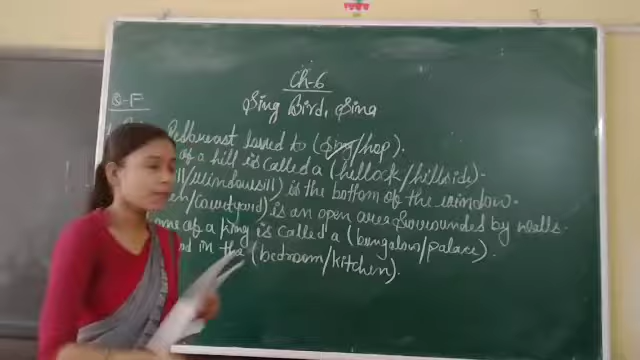 Ch-6
Sing Bird, Sing
Q-F
Redbreast loved to (sing/hop).
of a hill is called a (hillock/hillside).
/windowsill) is the bottom of the window.
/courtyard) is an open area surrounded by walls.
of a king is called a (bungalow/palace).
in the (bedroom/kitchen).